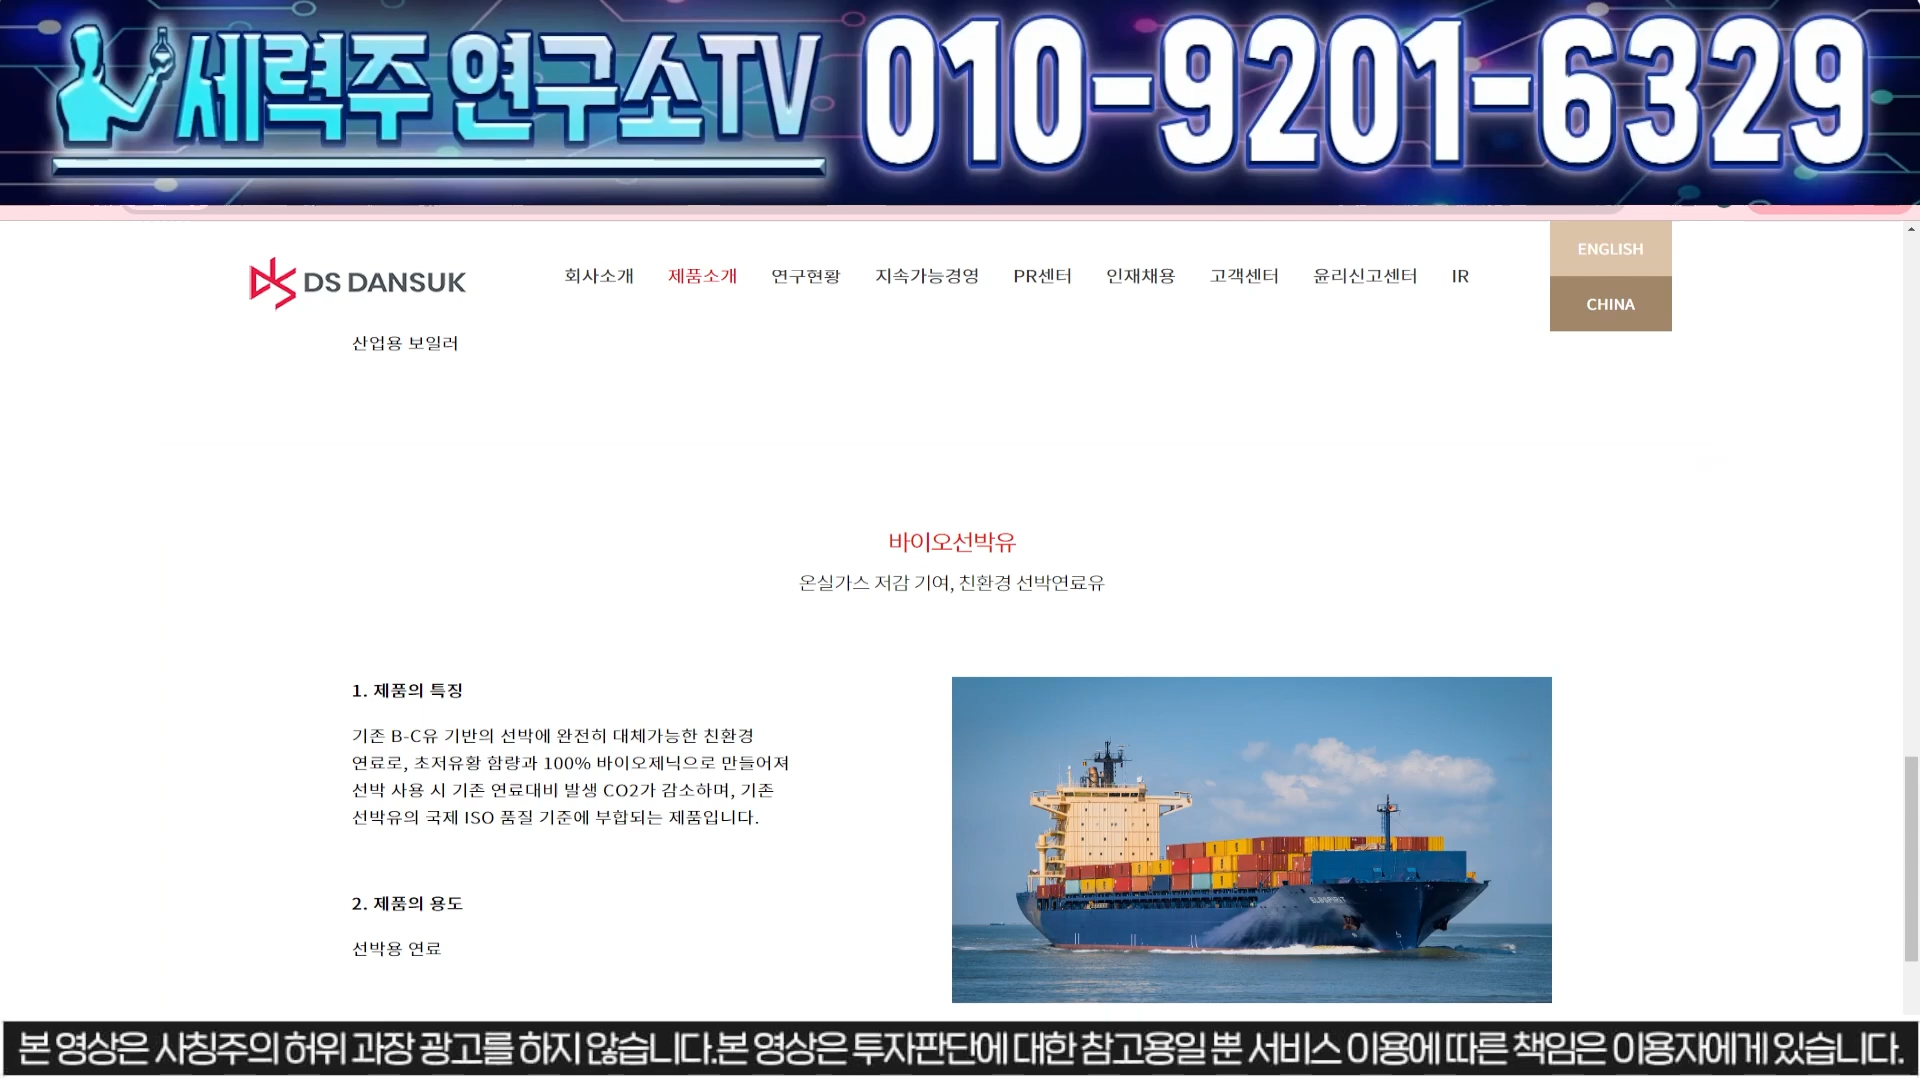 세력주 연구소TV 010-9201-6329
DS DANSUK
회사소개 제품소개 연구현황 지속가능경영 PR센터 인재채용 고객센터 윤리신고센터 IR
ENGLISH
CHINA
산업용 보일러
바이오선박유
온실가스 저감 기여, 친환경 선박연료유
1. 제품의 특징
기존 B-C유 기반의 선박에 완전히 대체가능한 친환경
연료로, 초저유황 함량과 100% 바이오제닉으로 만들어져
선박 사용 시 기존 연료대비 발생 CO2가 감소하며, 기존
선박유의 국제 ISO 품질 기준에 부합되는 제품입니다.
2. 제품의 용도
선박용 연료
본 영상은 사칭주의 허위 과장 광고를 하지 않습니다.본 영상은 투자판단에 대한 참고용일 뿐 서비스 이용에 따른 책임은 이용자에게 있습니다.